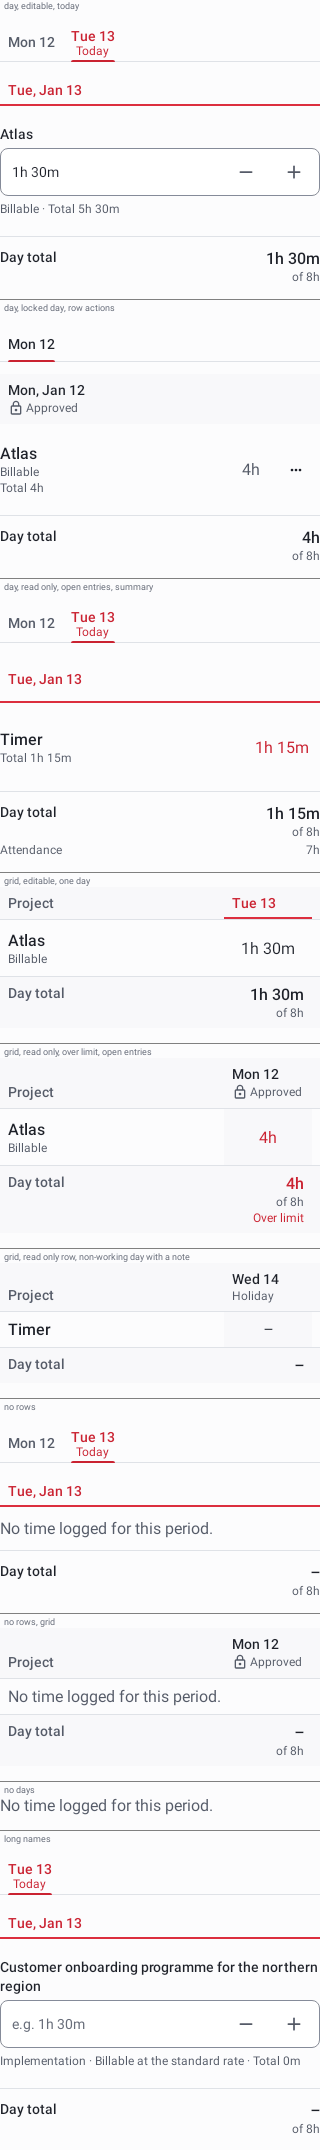 day, editable, today
Mon 12 Tue 13
Today
Tue, Jan 13
Atlas
1h 30m − +
Billable · Total 5h 30m
Day total 1h 30m
of 8h
day, locked day, row actions
Mon 12
Mon, Jan 12
Approved
Atlas
Billable 4h ···
Total 4h
Day total 4h
of 8h
day, read only, open entries, summary
Mon 12 Tue 13
Today
Tue, Jan 13
Timer 1h 15m
Total 1h 15m
Day total 1h 15m
of 8h
Attendance 7h
grid, editable, one day
Project Tue 13
Atlas 1h 30m
Billable
Day total 1h 30m
of 8h
grid, read only, over limit, open entries
Mon 12
Project Approved
Atlas 4h
Billable
Day total 4h
of 8h
Over limit
grid, read only row, non-working day with a note
Wed 14
Project Holiday
Timer –
Day total –
no rows
Mon 12 Tue 13
Today
Tue, Jan 13
No time logged for this period.
Day total –
of 8h
no rows, grid
Mon 12
Project Approved
No time logged for this period.
Day total –
of 8h
no days
No time logged for this period.
long names
Tue 13
Today
Tue, Jan 13
Customer onboarding programme for the northern
region
e.g. 1h 30m − +
Implementation · Billable at the standard rate · Total 0m
Day total –
of 8h